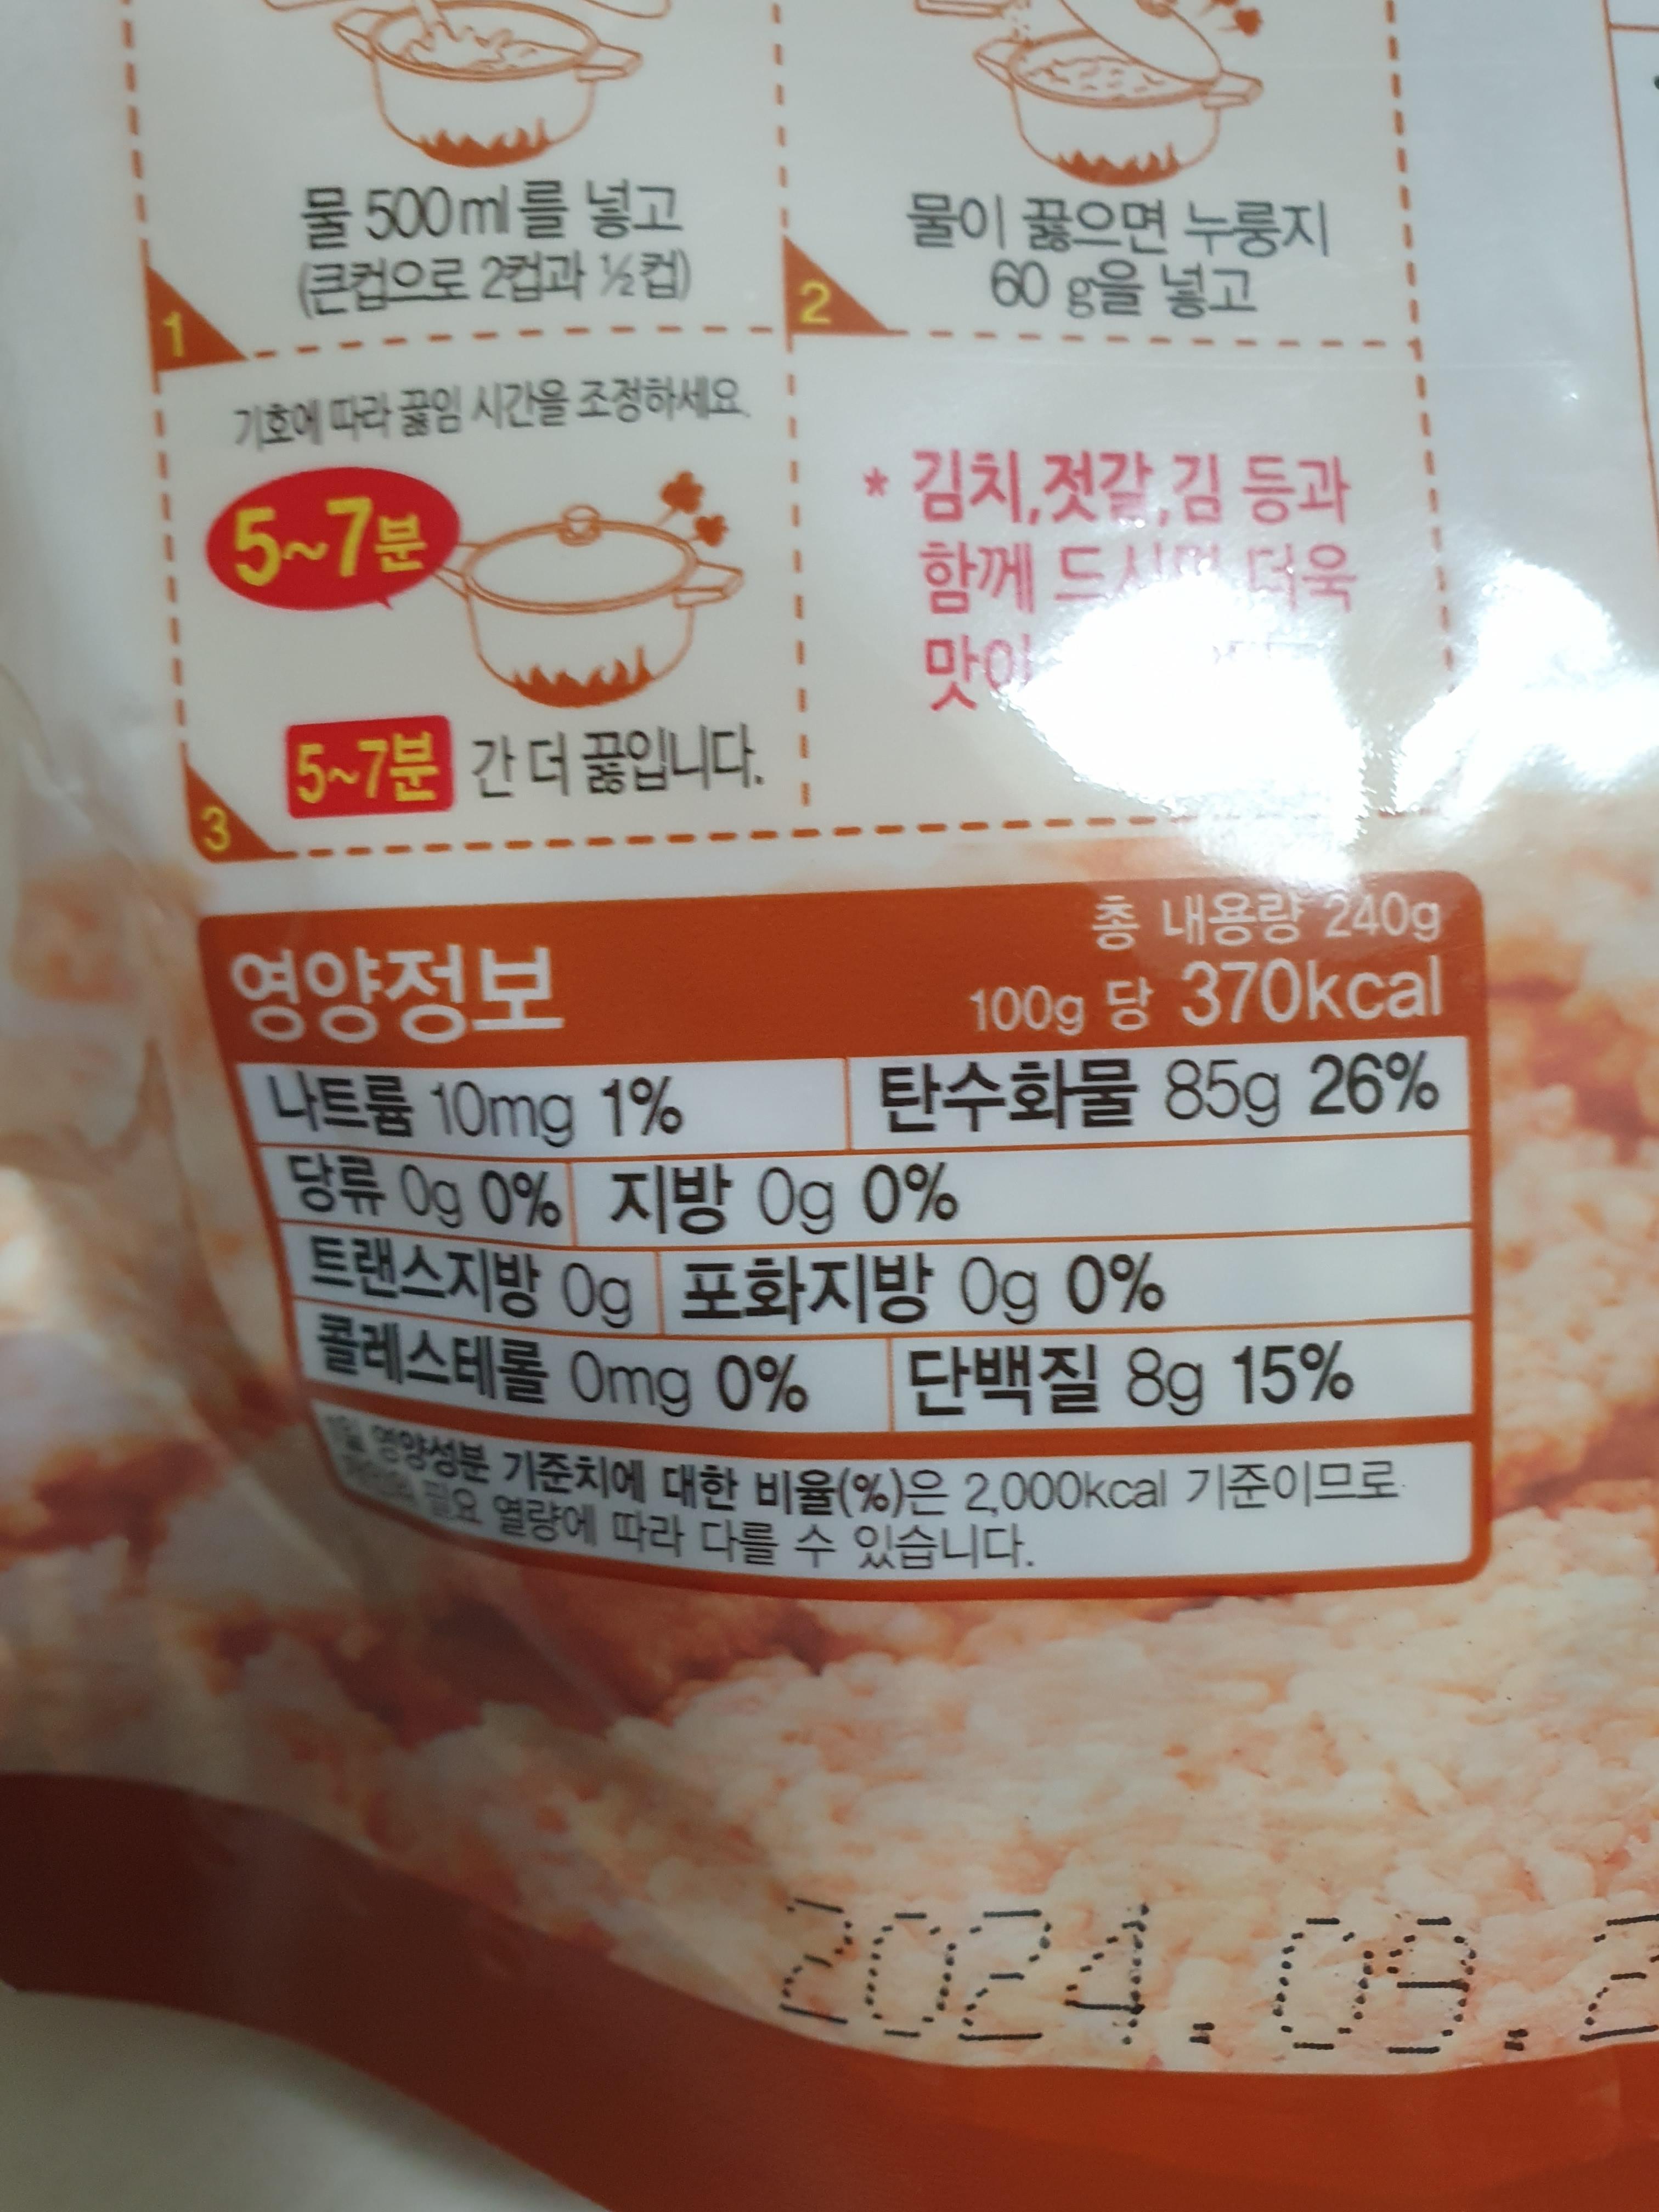 물 500㎖를 넣고
(큰컵으로 2컵과 ½컵)
1
물이 끓으면 누룽지
60 g을 넣고
2
기호에 따라 끓임 시간을 조정하세요.
5~7분
5~7분 간 더 끓입니다.
3
* 김치,젓갈,김 등과
함께 드시면 더욱
맛이
영양정보
총 내용량 240g
100g 당 370kcal
나트륨 10mg 1%
탄수화물 85g 26%
당류 0g 0%
지방 0g 0%
트랜스지방 0g
포화지방 0g 0%
콜레스테롤 0mg 0%
단백질 8g 15%
1일 영양성분 기준치에 대한 비율(%)은 2,000kcal 기준이므로
필요 열량에 따라 다를 수 있습니다.
2024.09.2